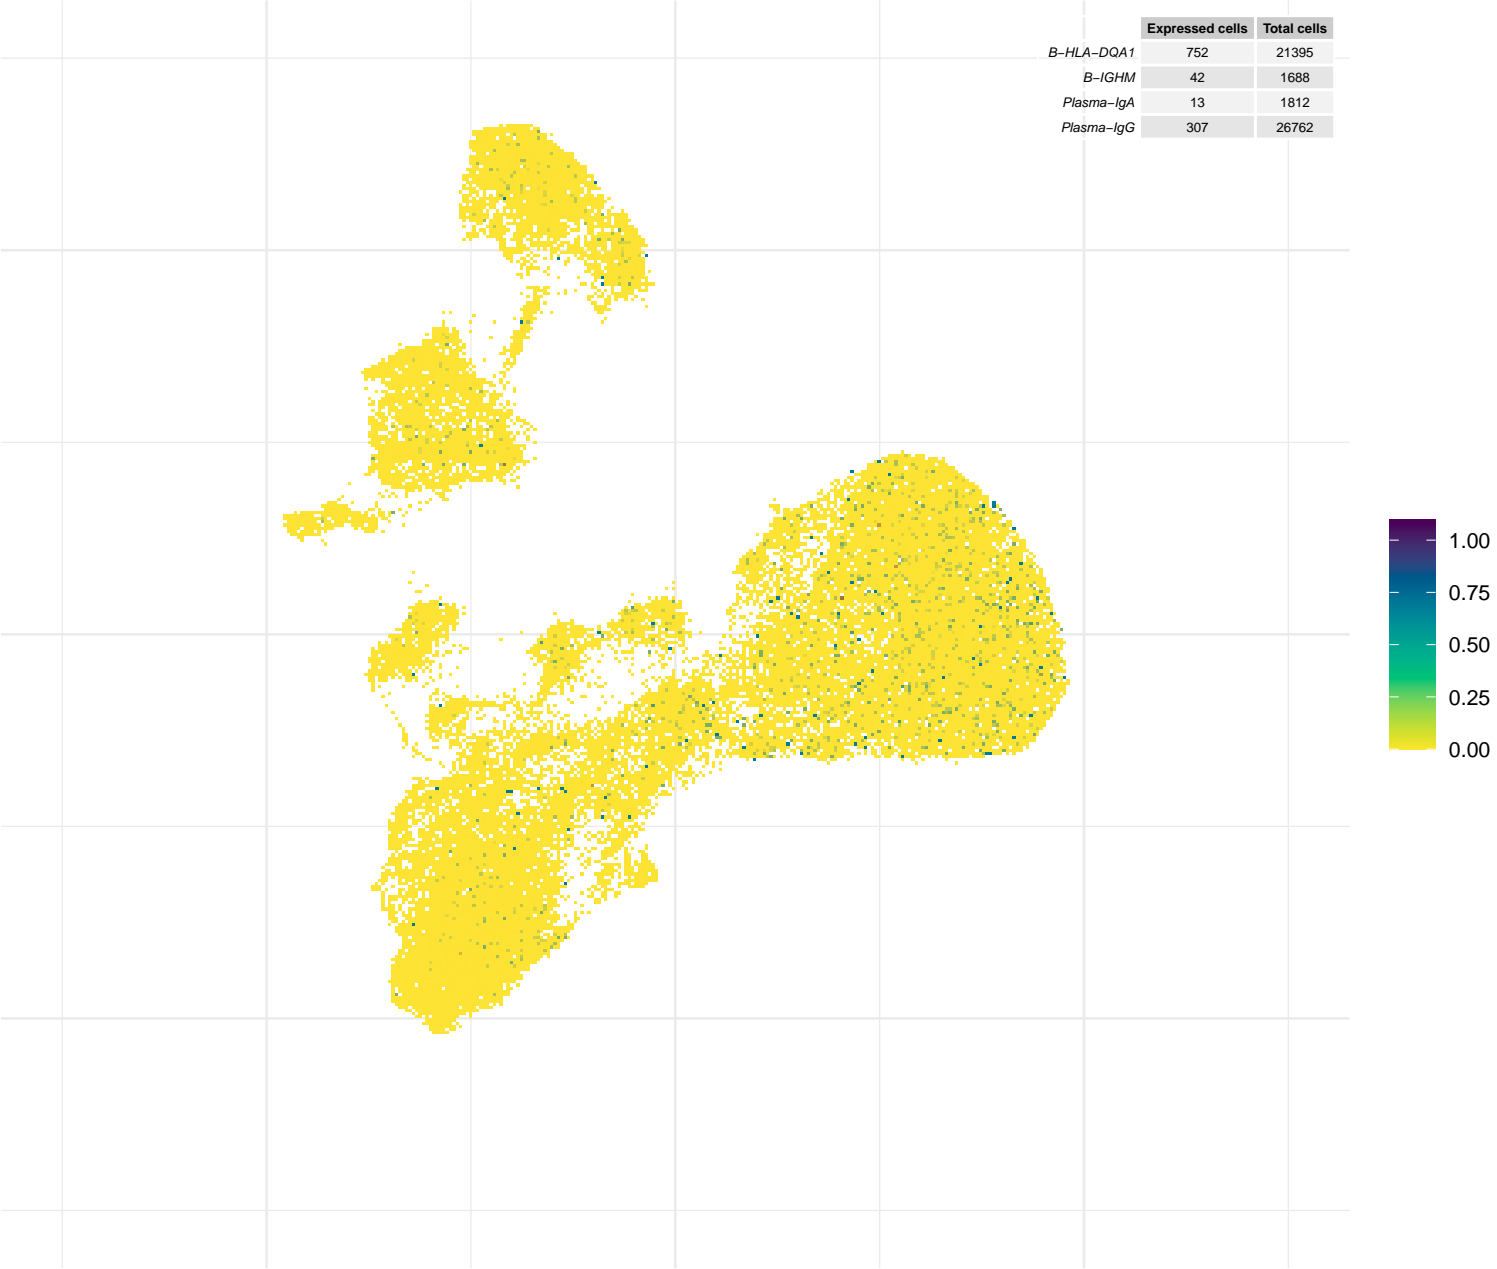 Expressed cells Total cells
B−HLA−DQA1 752 21395
B−IGHM 42 1688
Plasma−IgA 13 1812
Plasma−IgG 307 26762
1.00
0.75
0.50
0.25
0.00